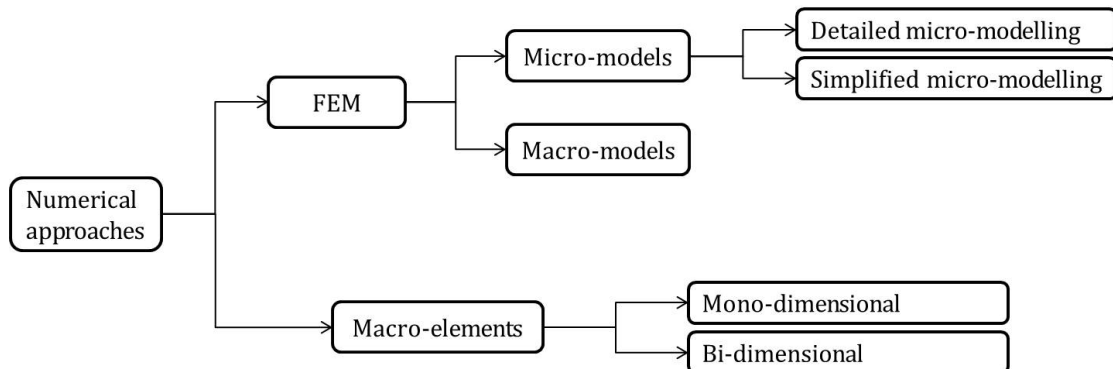 Numerical
approaches
FEM
Micro-models
Detailed micro-modelling
Simplified micro-modelling
Macro-models
Macro-elements
Mono-dimensional
Bi-dimensional